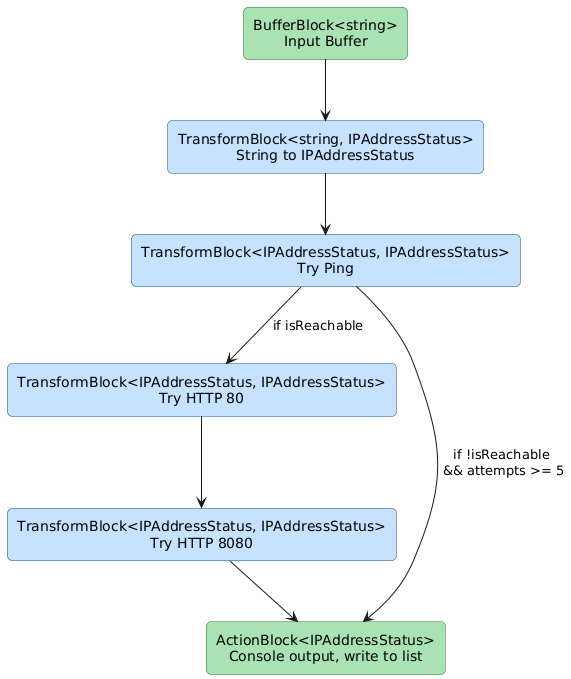 BufferBlock<string>
Input Buffer
TransformBlock<string, IPAddressStatus>
String to IPAddressStatus
TransformBlock<IPAddressStatus, IPAddressStatus>
Try Ping
if isReachable
TransformBlock<IPAddressStatus, IPAddressStatus>
Try HTTP 80
if !isReachable
&& attempts >= 5
TransformBlock<IPAddressStatus, IPAddressStatus>
Try HTTP 8080
ActionBlock<IPAddressStatus>
Console output, write to list